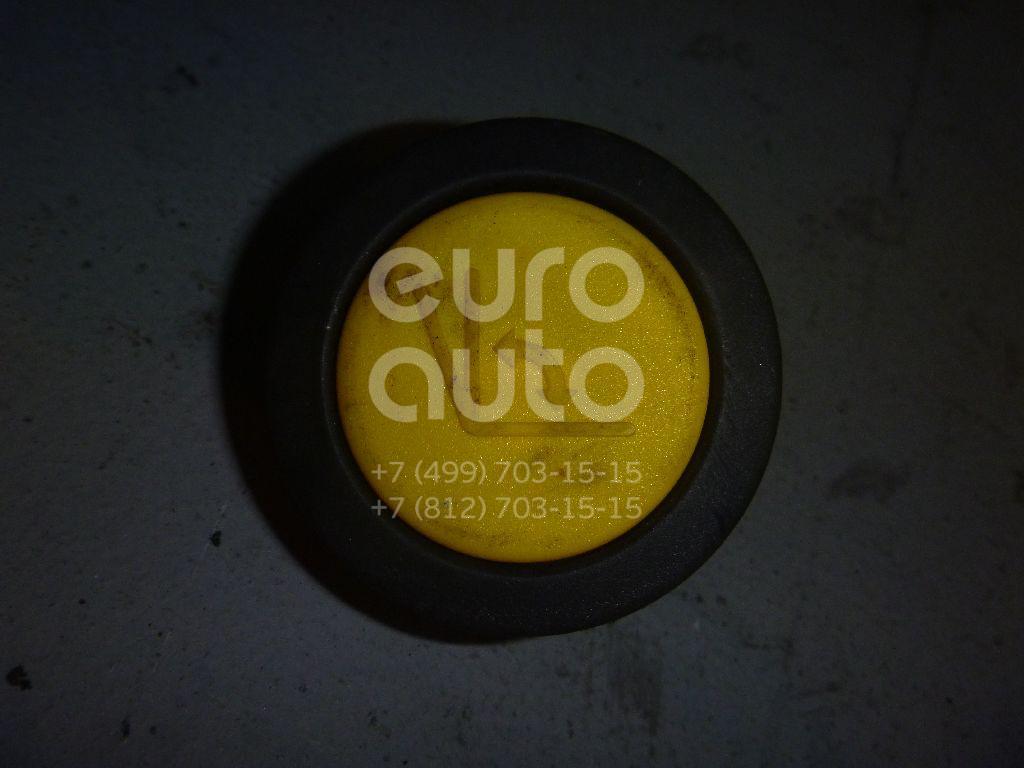 euro
auto
+7 (499) 703-15-15
+7 (812) 703-15-15